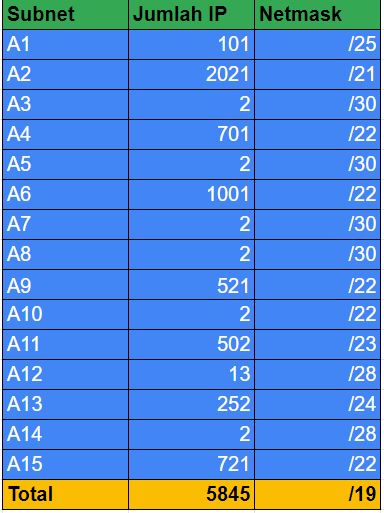 Subnet Jumlah IP Netmask
A1 101 /25
A2 2021 /21
A3 2 /30
A4 701 /22
A5 2 /30
A6 1001 /22
A7 2 /30
A8 2 /30
A9 521 /22
A10 2 /22
A11 502 /23
A12 13 /28
A13 252 /24
A14 2 /28
A15 721 /22
Total 5845 /19